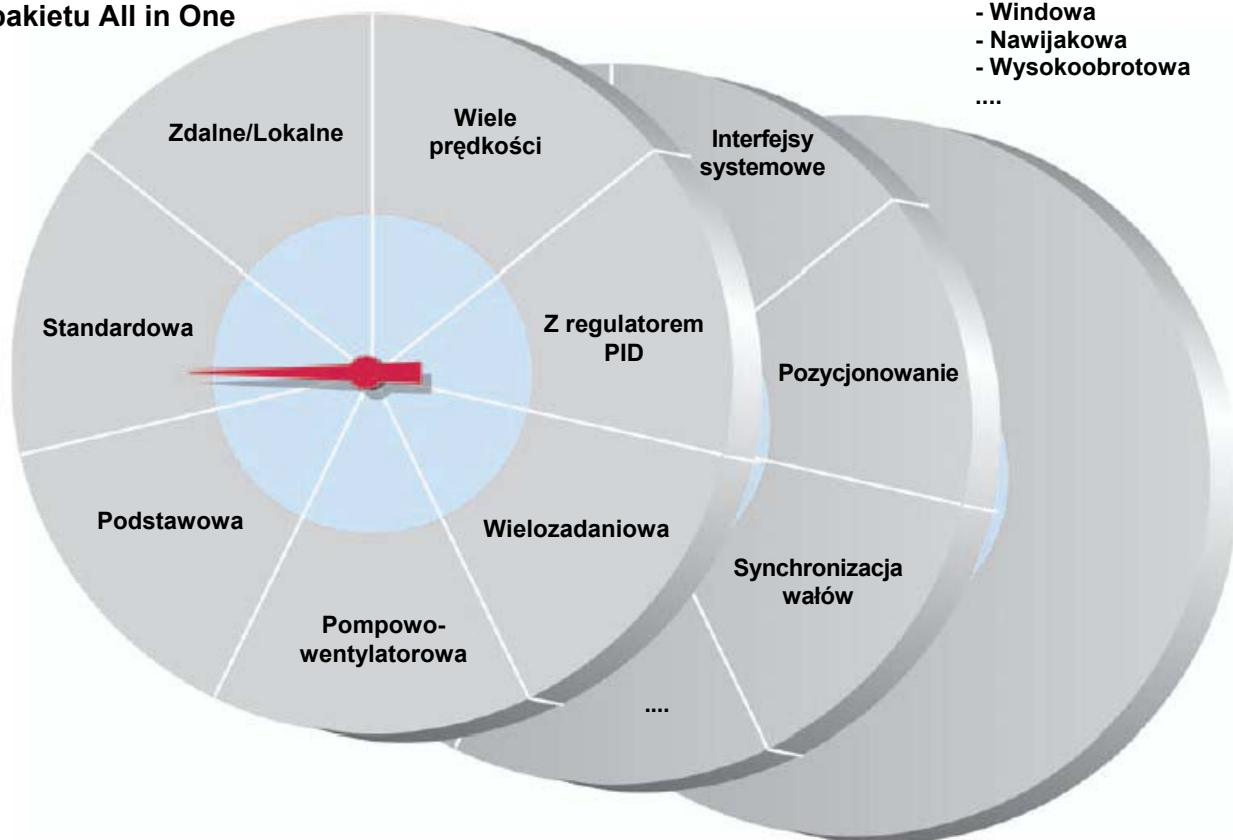 pakietu All in One
- Windowa
- Nawijakowa
- Wysokoobrotowa
....
Zdalne/Lokalne
Wiele
prędkości
Interfejsy
systemowe
Standardowa
Z regulatorem
PID
Pozycjonowanie
Podstawowa
Wielozadaniowa
Synchronizacja
wałów
Pompowo-
wentylatorowa
....